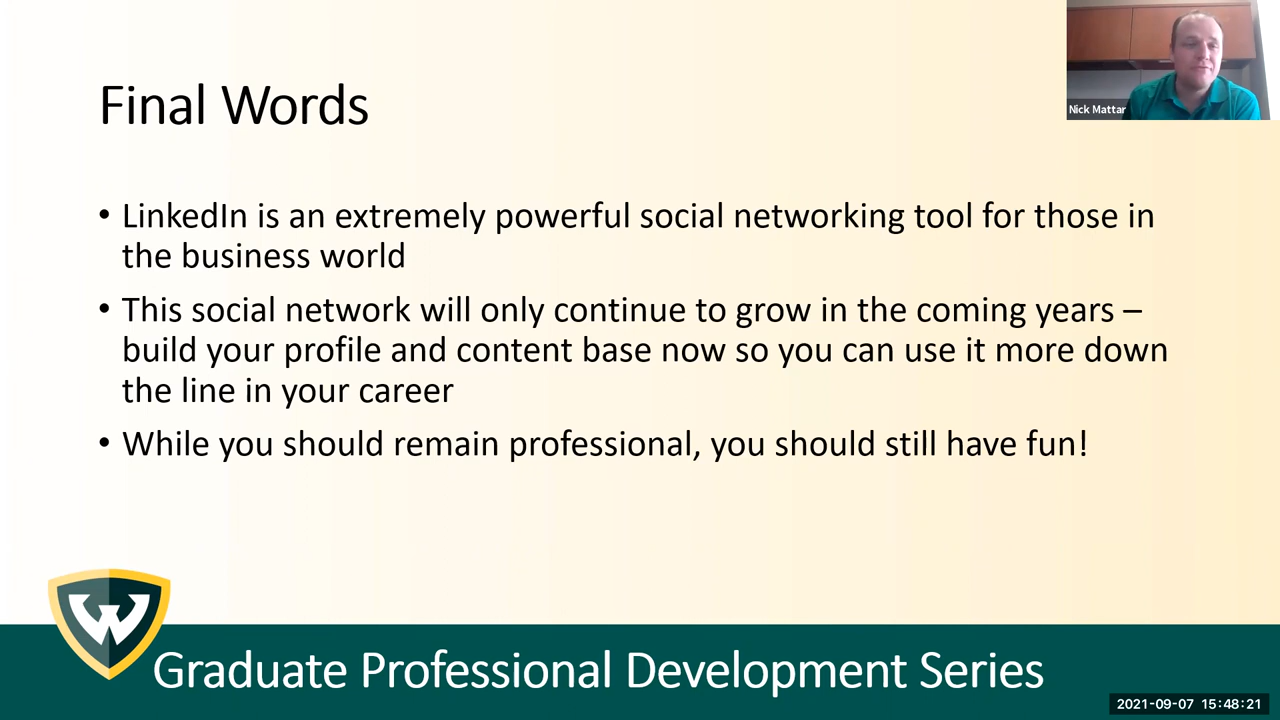 Final Words
Nick Mattar
• LinkedIn is an extremely powerful social networking tool for those in
the business world
• This social network will only continue to grow in the coming years –
build your profile and content base now so you can use it more down
the line in your career
• While you should remain professional, you should still have fun!
W
Graduate Professional Development Series
2021-09-07 15:48:21